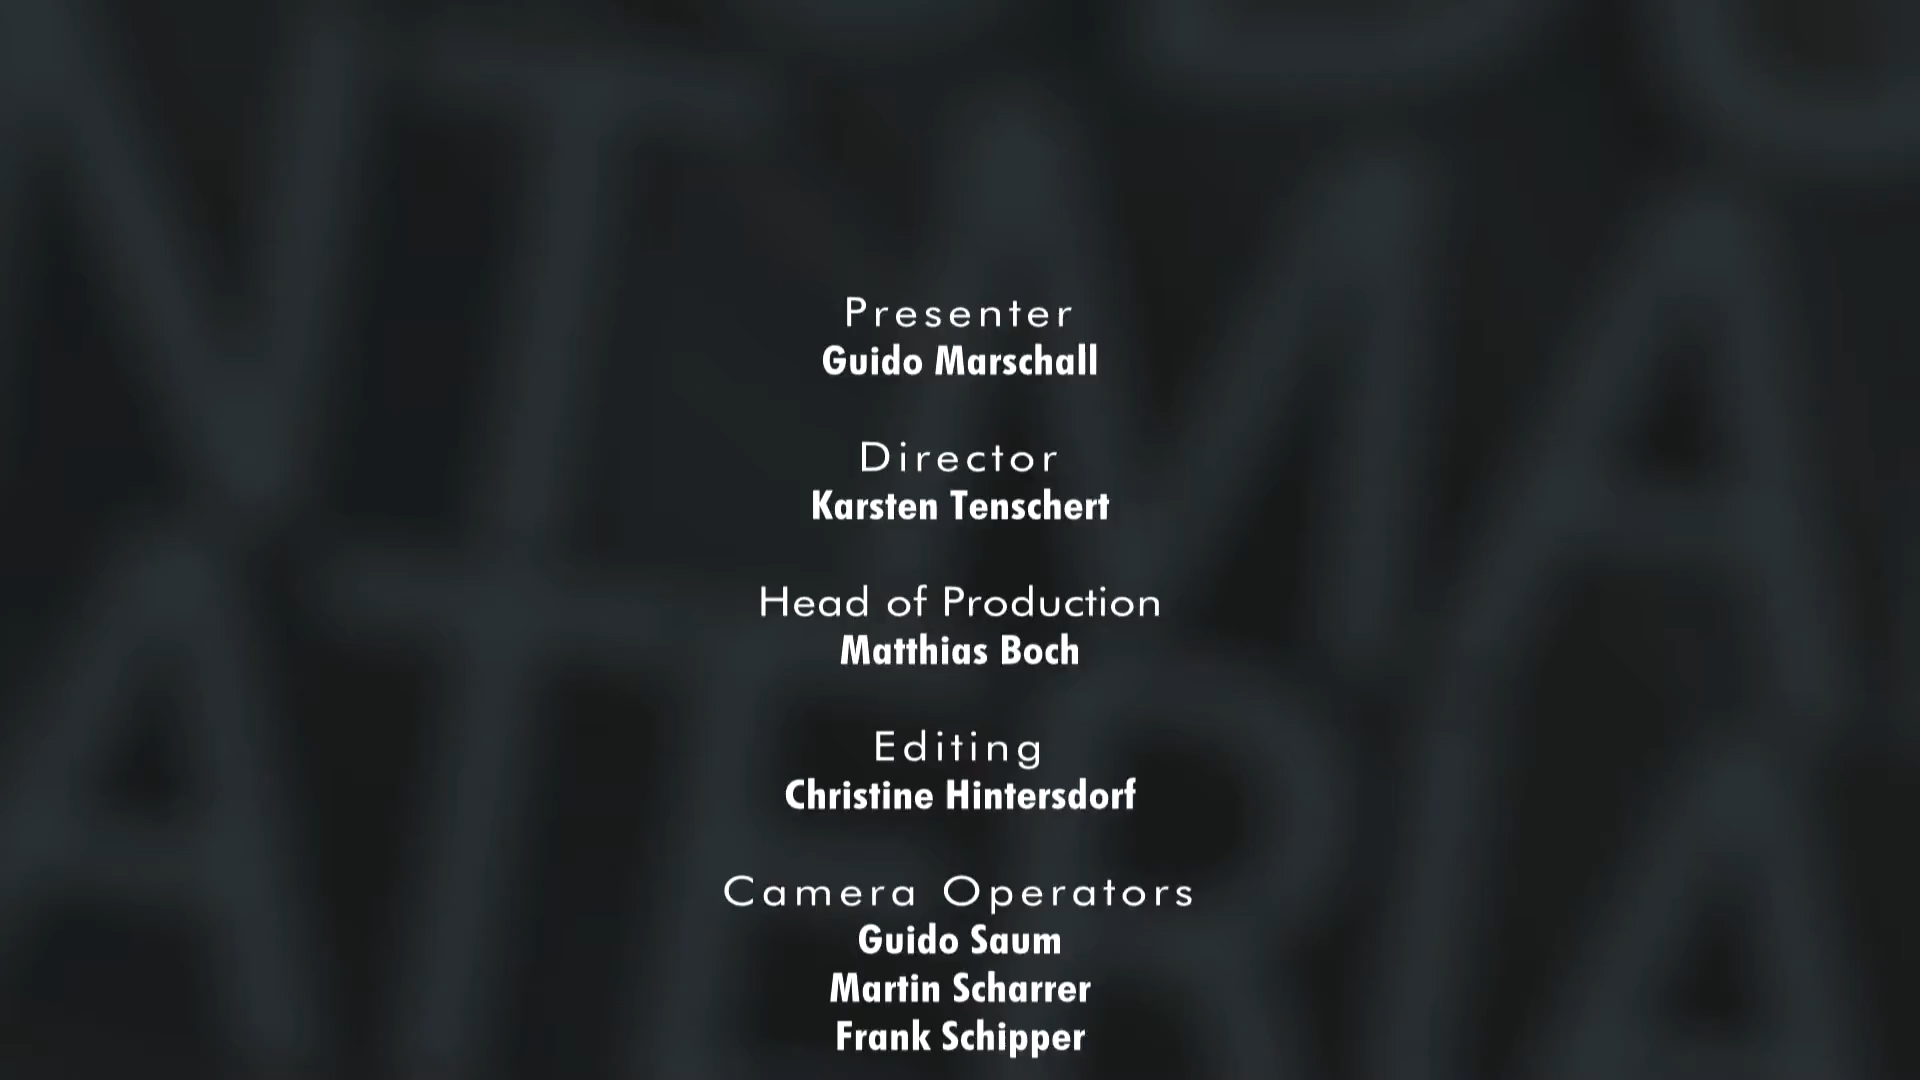 Presenter
Guido Marschall
Director
Karsten Tenschert
Head of Production
Matthias Boch
Editing
Christine Hintersdorf
Camera Operators
Guido Saum
Martin Scharrer
Frank Schipper